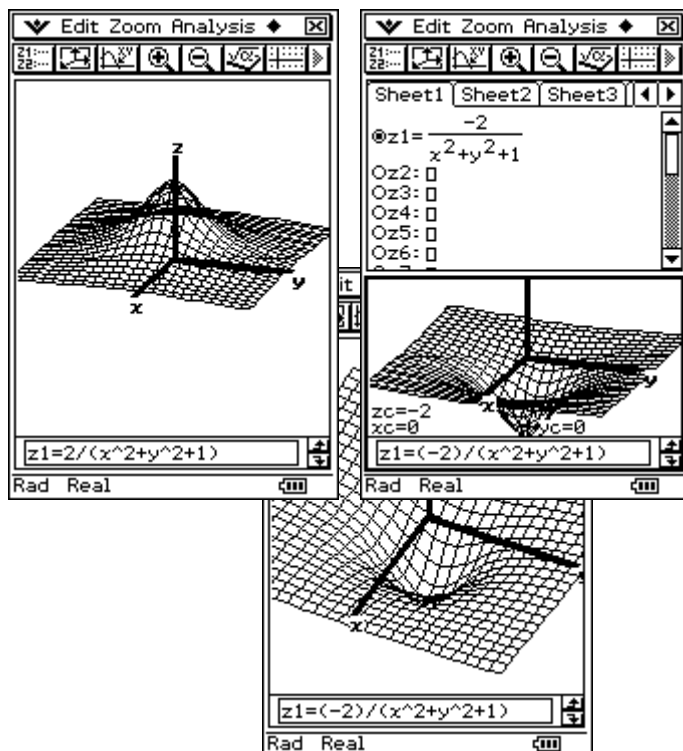 Edit Zoom Analysis
z
y
x
z1=2/(x^2+y^2+1)
Rad Real
Edit Zoom Analysis
Sheet1 Sheet2 Sheet3
z1=-2/(x²+y²+1)
z2:
z3:
z4:
z5:
z6:
y
x
zc=-2
xc=0 yc=0
z1=(-2)/(x^2+y^2+1)
Rad Real
it
x
z1=(-2)/(x^2+y^2+1)
Rad Real